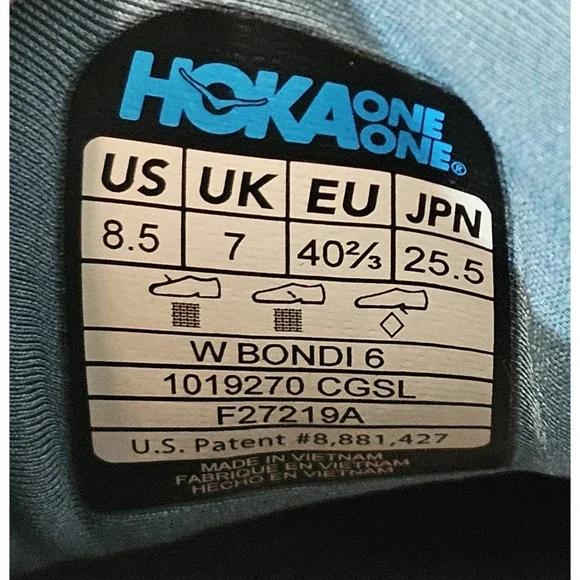 HOKA ONE ONE®
US UK EU JPN
8.5 7 40⅔ 25.5
W BONDI 6
1019270 CGSL
F27219A
U.S. Patent #8,881,427
MADE IN VIETNAM
FABRIQUE EN VIETNAM
HECHO EN VIETNAM